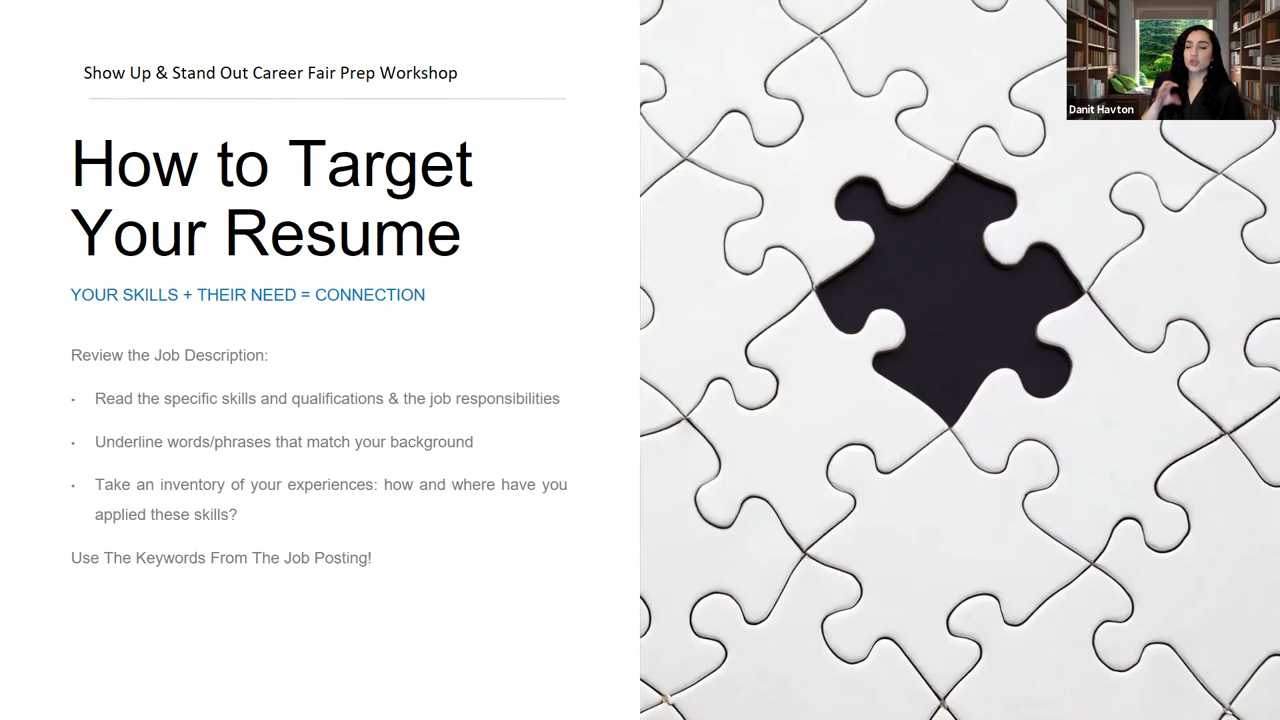 Show Up & Stand Out Career Fair Prep Workshop
How to Target
Your Resume
YOUR SKILLS + THEIR NEED = CONNECTION
Review the Job Description:
• Read the specific skills and qualifications & the job responsibilities
• Underline words/phrases that match your background
• Take an inventory of your experiences: how and where have you
applied these skills?
Use The Keywords From The Job Posting!
Danit Havton